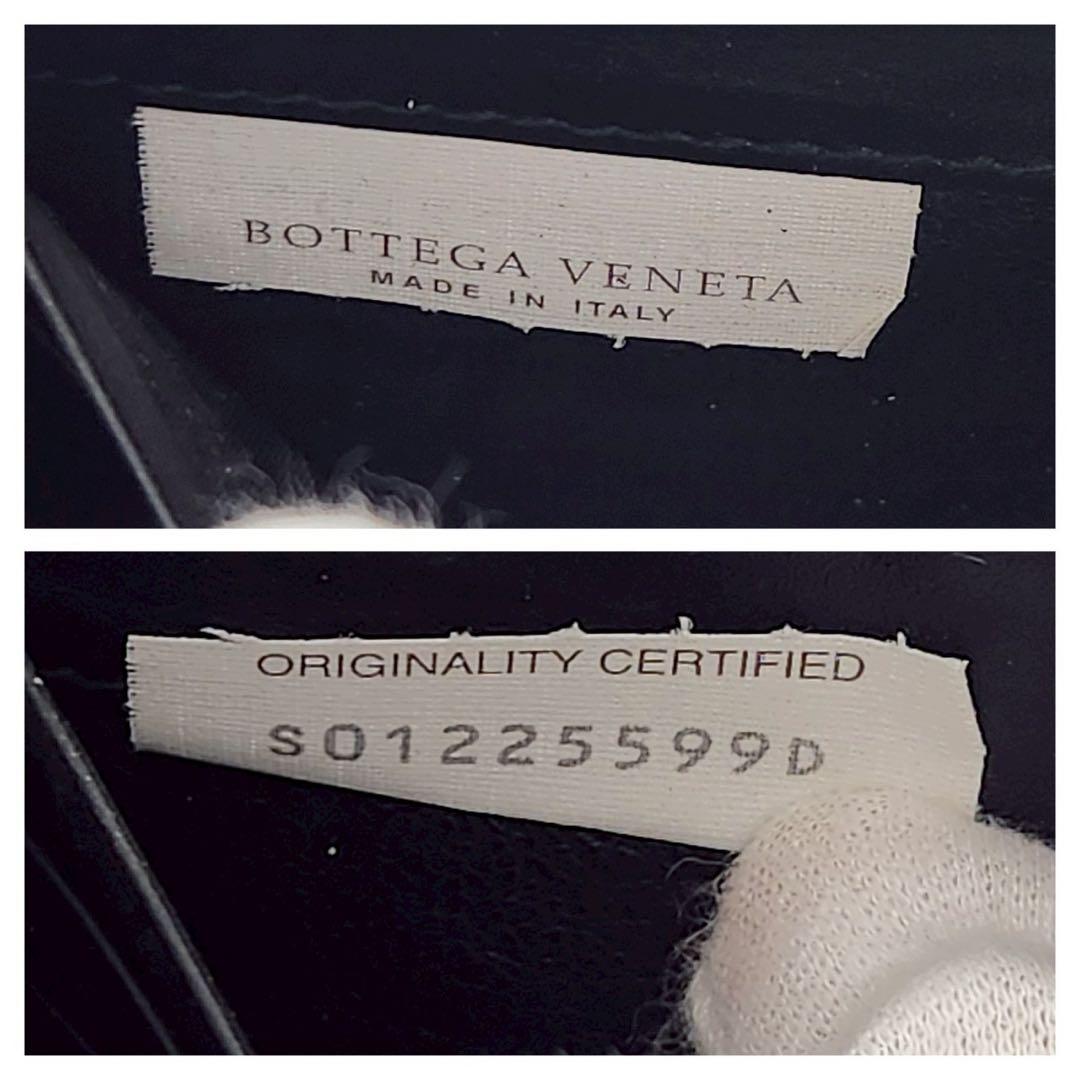 BOTTEGA VENETA
MADE IN ITALY
ORIGINALITY CERTIFIED
S01225599D